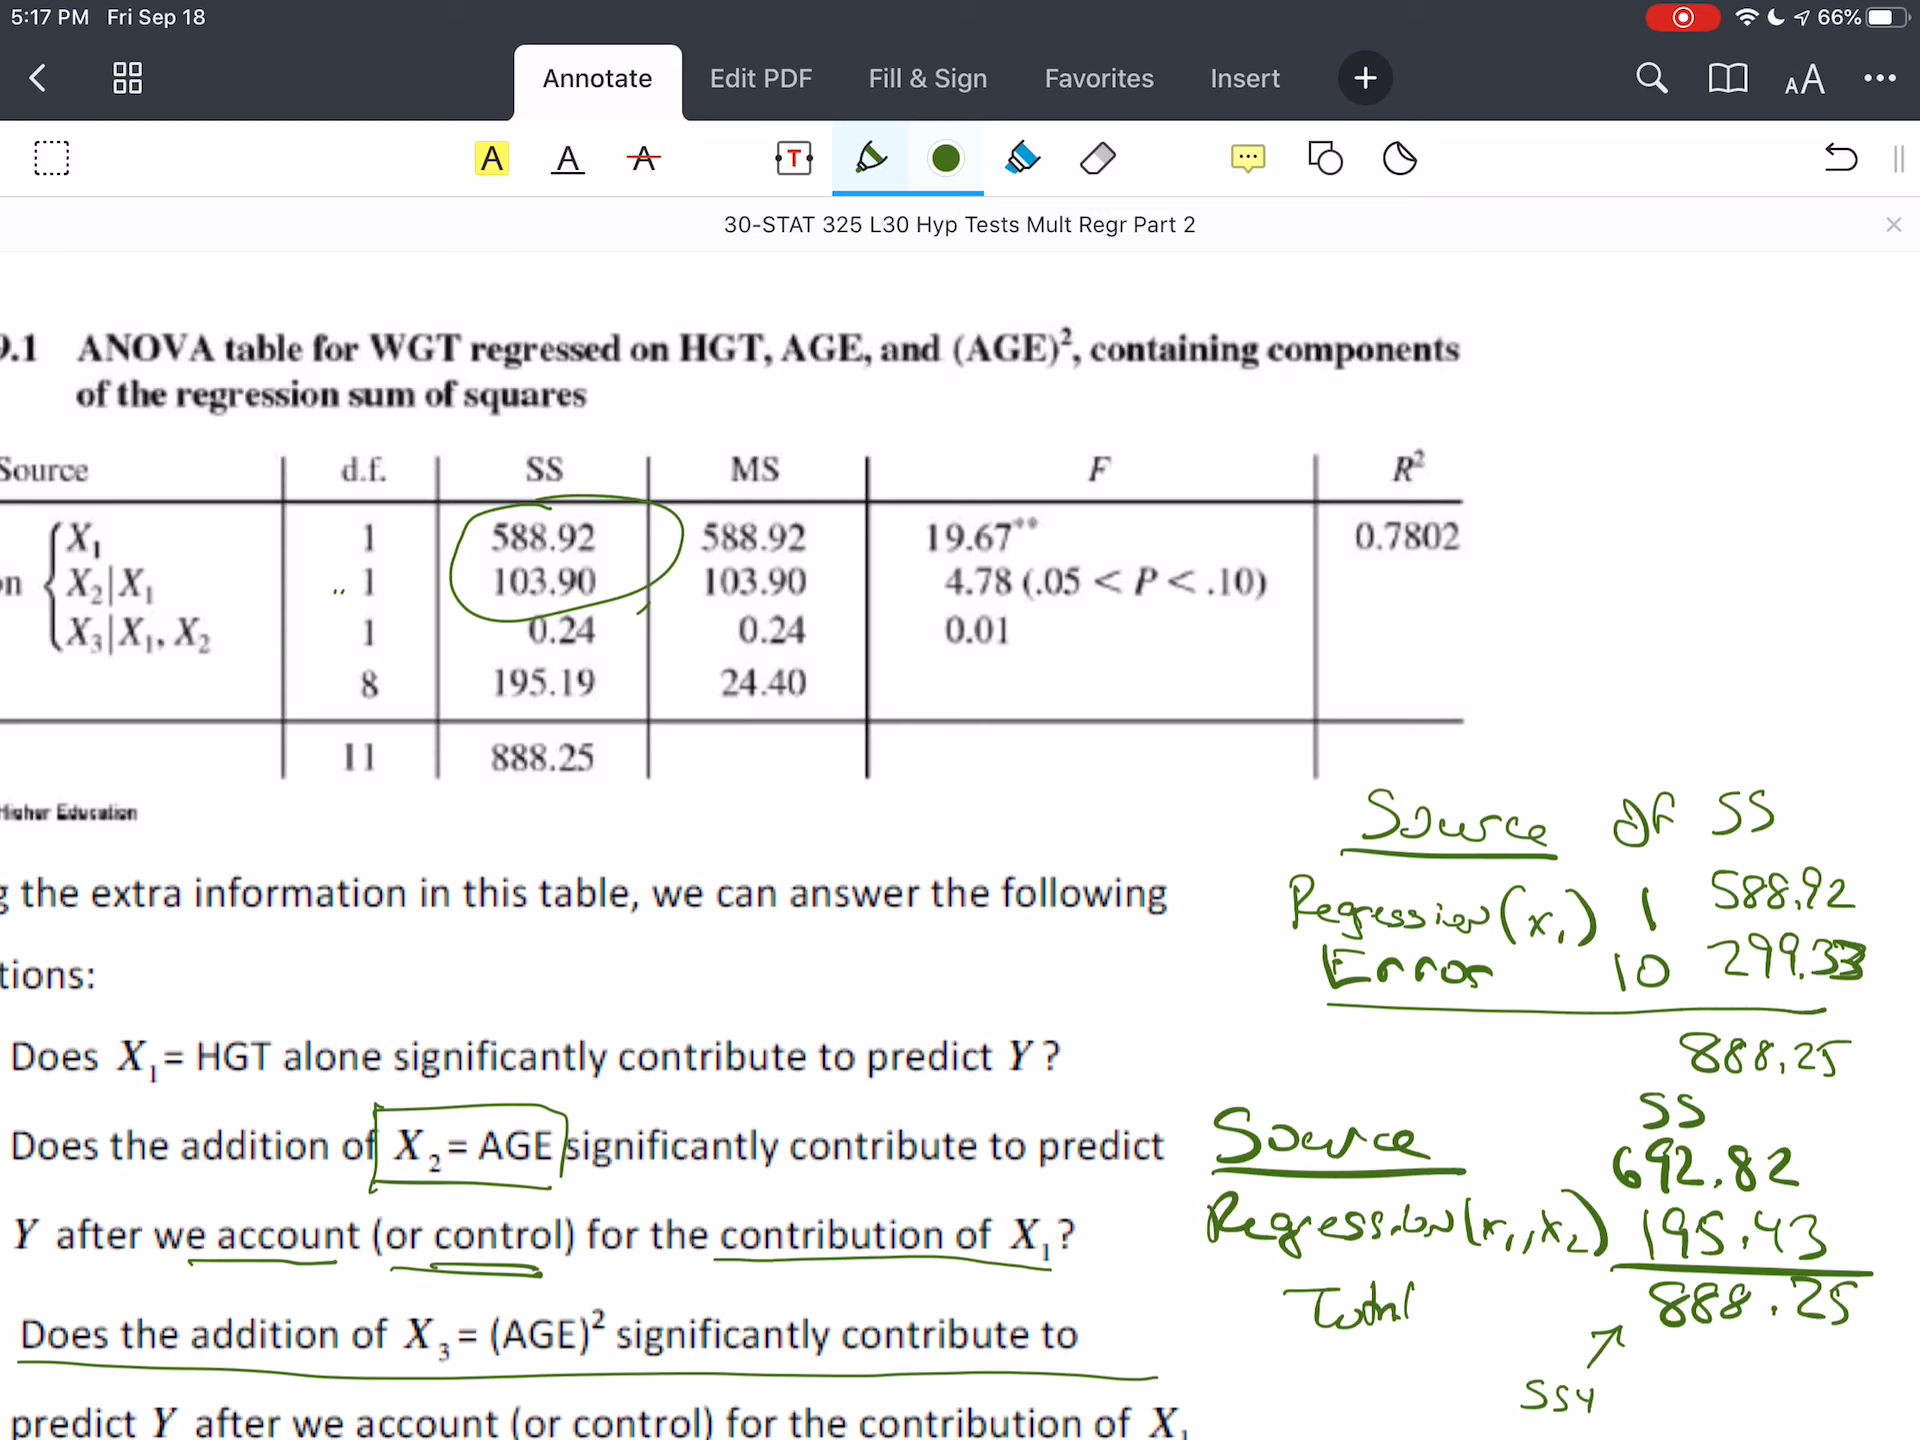 5:17 PM Fri Sep 18 66%
Annotate Edit PDF Fill & Sign Favorites Insert
A A A T
30-STAT 325 L30 Hyp Tests Mult Regr Part 2
9.1 ANOVA table for WGT regressed on HGT, AGE, and (AGE)², containing components
of the regression sum of squares
Source d.f. SS MS F R²
X₁ 1 588.92 588.92 19.67** 0.7802
on X₂|X₁ 1 103.90 103.90 4.78 (.05 < P < .10)
X₃|X₁, X₂ 1 0.24 0.24 0.01
8 195.19 24.40
11 888.25
Higher Education
g the extra information in this table, we can answer the following
tions:
Does X₁ = HGT alone significantly contribute to predict Y?
Does the addition of X₂ = AGE significantly contribute to predict
Y after we account (or control) for the contribution of X₁?
Does the addition of X₃ = (AGE)² significantly contribute to
predict Y after we account (or control) for the contribution of X₁
Source df SS
Regression (x₁) 1 588.92
Error 10 299.33
888.25
Source SS
692.82
Regression (x₁, x₂) 195.43
Total 888.25
SSY